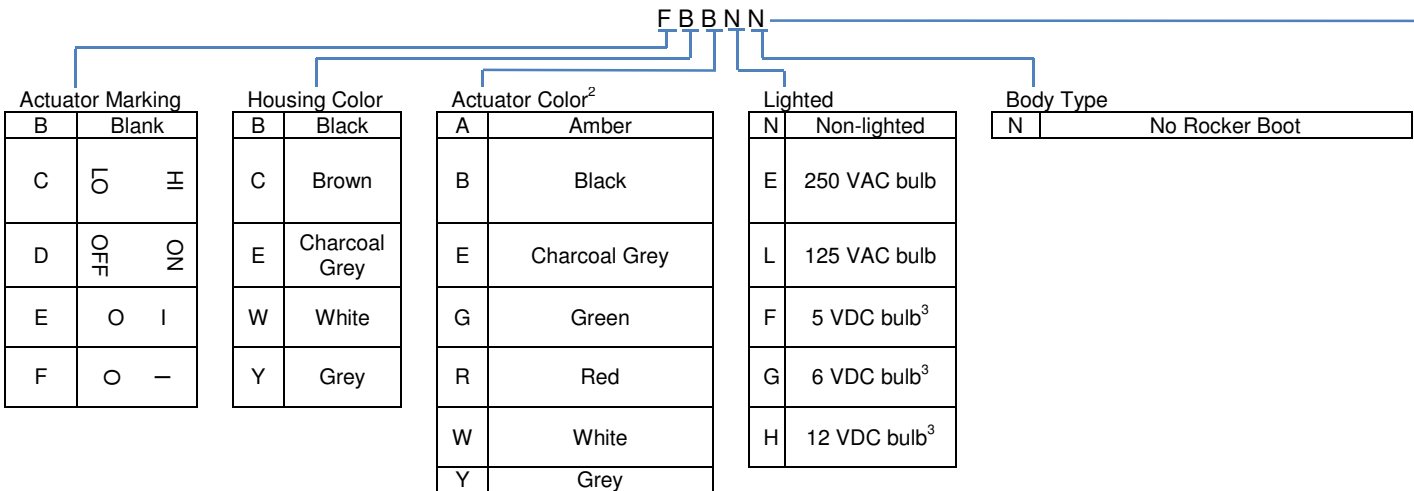 F B B N N
Actuator Marking
B Blank
C LO HI
D OFF ON
E O I
F O I
Housing Color
B Black
C Brown
E Charcoal Grey
W White
Y Grey
Actuator Color²
A Amber
B Black
E Charcoal Grey
G Green
R Red
W White
Y Grey
Lighted
N Non-lighted
E 250 VAC bulb
L 125 VAC bulb
F 5 VDC bulb³
G 6 VDC bulb³
H 12 VDC bulb³
Body Type
N No Rocker Boot